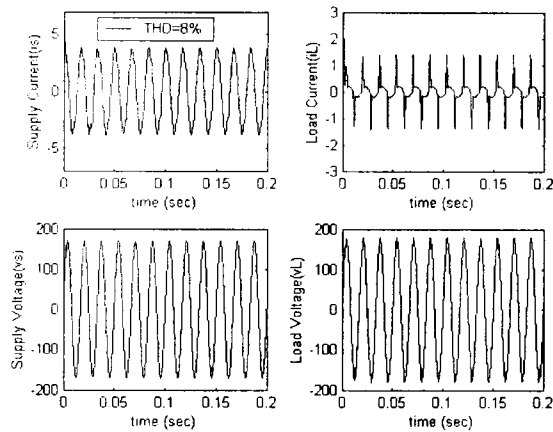 THD=8%
Supply Current(is)
5
0
-5
0 0.05 0.1 0.15 0.2
time (sec)
Load Current(iL)
3
2
1
0
-1
-2
-3
0 0.05 0.1 0.15 0.2
time (sec)
Supply Voltage(vs)
200
100
0
-100
-200
0 0.05 0.1 0.15 0.2
time (sec)
Load Voltage(vL)
200
100
0
-100
-200
0 0.05 0.1 0.15 0.2
time (sec)